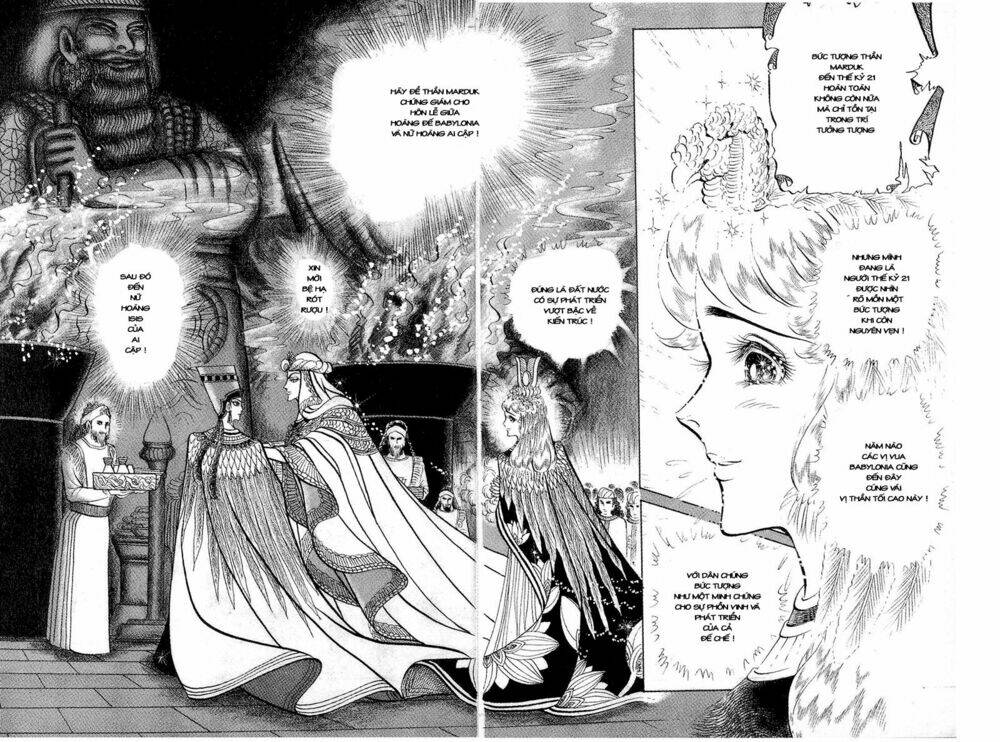 BỨC TƯỢNG THẦN
MARDUK
ĐẾN THẾ KỶ 21
HOÀN TOÀN
KHÔNG CÒN NỮA
MÀ CHỈ TỒN TẠI
TRONG TRÍ
TƯỞNG TƯỢNG
NHƯNG MÌNH
ĐANG LÀ
NGƯỜI THẾ KỶ 21
ĐƯỢC NHÌN
RÕ MỒN MỘT
BỨC TƯỢNG
KHI CÒN
NGUYÊN VẸN !
NĂM NÀO
CÁC VỊ VUA
BABYLONIA CŨNG
ĐẾN ĐÂY
CÚNG VÁI
VỊ THẦN TỐI CAO NÀY !
VỚI DÂN CHÚNG
BỨC TƯỢNG
NHƯ MỘT MINH CHỨNG
CHO SỰ PHỒN VINH VÀ
PHÁT TRIỂN
CỦA CẢ
ĐẾ CHẾ !
HÃY ĐỂ THẦN MARDUK
CHỨNG GIÁM CHO
HÔN LỄ GIỮA
HOÀNG ĐẾ BABYLONIA
VÀ NỮ HOÀNG AI CẬP !
ĐÚNG LÀ ĐẤT NƯỚC
CÓ SỰ PHÁT TRIỂN
VƯỢT BẬC VỀ
KIẾN TRÚC !
XIN
MỜI
BỆ HẠ
RÓT
RƯỢU !
SAU ĐÓ
ĐẾN
NỮ
HOÀNG
ISIS
CỦA
AI
CẬP !